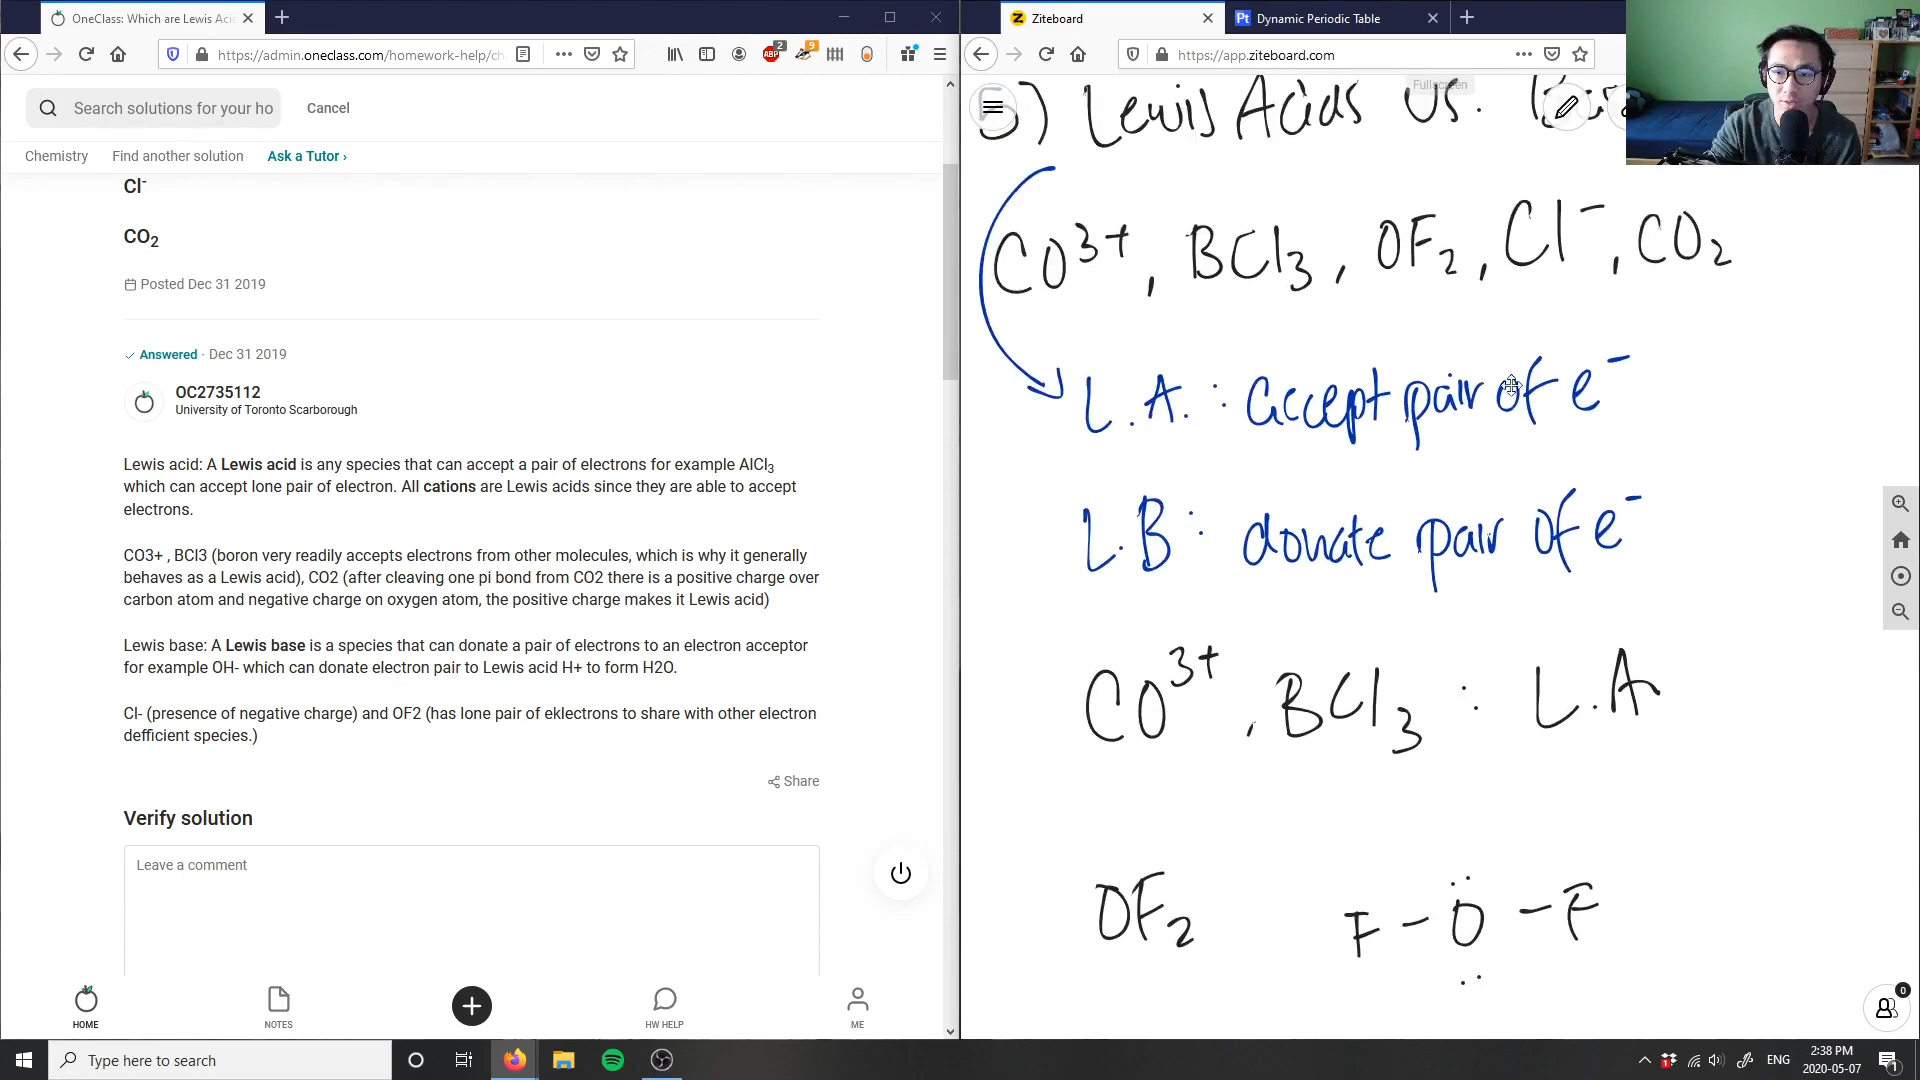 OneClass: Which are Lewis Aci
https://admin.oneclass.com/homework-help/ch
ABP
2
9
Search solutions for your ho
Cancel
Chemistry
Find another solution
Ask a Tutor ›
Cl⁻
CO₂
Posted Dec 31 2019
Answered · Dec 31 2019
OC2735112
University of Toronto Scarborough
Lewis acid: A Lewis acid is any species that can accept a pair of electrons for example AlCl₃
which can accept lone pair of electron. All cations are Lewis acids since they are able to accept
electrons.
CO3+ , BCl3 (boron very readily accepts electrons from other molecules, which is why it generally
behaves as a Lewis acid), CO2 (after cleaving one pi bond from CO2 there is a positive charge over
carbon atom and negative charge on oxygen atom, the positive charge makes it Lewis acid)
Lewis base: A Lewis base is a species that can donate a pair of electrons to an electron acceptor
for example OH- which can donate electron pair to Lewis acid H+ to form H2O.
Cl- (presence of negative charge) and OF2 (has lone pair of eklectrons to share with other electron
defficient species.)
Share
Verify solution
Leave a comment
HOME
NOTES
HW HELP
ME
Ziteboard
Pt Dynamic Periodic Table
https://app.ziteboard.com
Fullscreen
5) Lewis Acids vs.
CO³⁺, BCl₃, OF₂, Cl⁻, CO₂
L.A. : accept pair of e⁻
L.B : donate pair of e⁻
CO³⁺, BCl₃ : L.A
OF₂ F - O - F
0
Type here to search
ENG
2:38 PM
2020-05-07
1